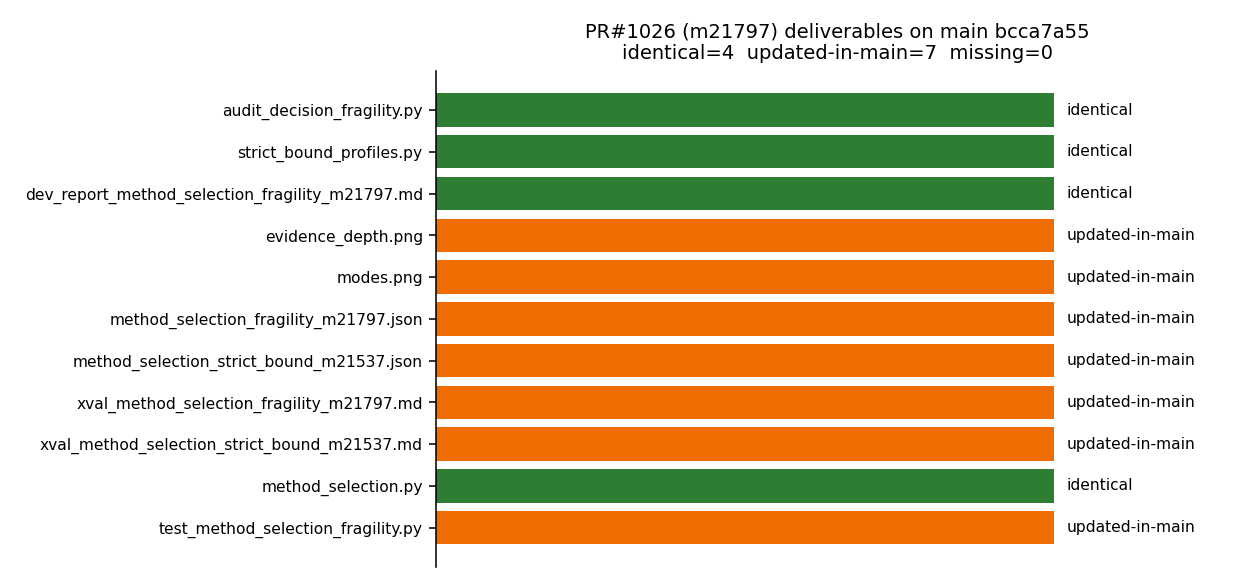 PR#1026 (m21797) deliverables on main bcca7a55
identical=4  updated-in-main=7  missing=0
audit_decision_fragility.py identical
strict_bound_profiles.py identical
dev_report_method_selection_fragility_m21797.md identical
evidence_depth.png updated-in-main
modes.png updated-in-main
method_selection_fragility_m21797.json updated-in-main
method_selection_strict_bound_m21537.json updated-in-main
xval_method_selection_fragility_m21797.md updated-in-main
xval_method_selection_strict_bound_m21537.md updated-in-main
method_selection.py identical
test_method_selection_fragility.py updated-in-main